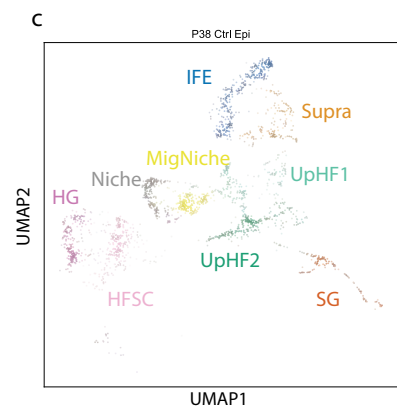 C
P38 Ctrl Epi
IFE
Supra
MigNiche
UpHF1
Niche
HG
UpHF2
HFSC
SG
UMAP2
UMAP1